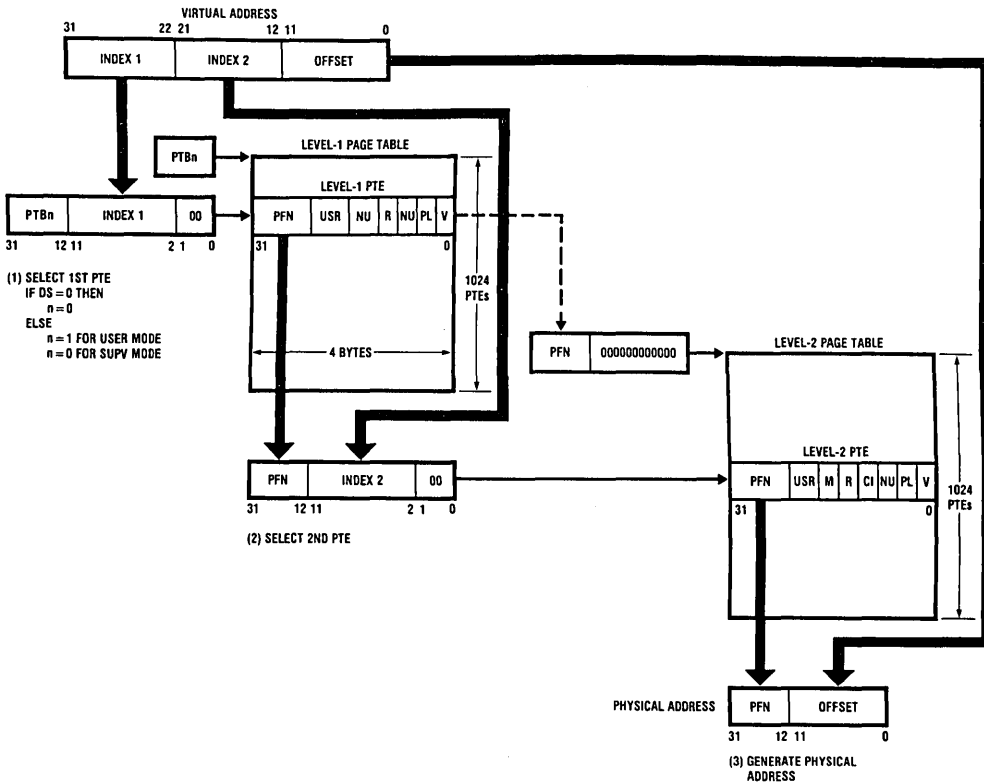 VIRTUAL ADDRESS
31 22 21 12 11 0
INDEX 1 INDEX 2 OFFSET
PTBn
LEVEL-1 PAGE TABLE
LEVEL-1 PTE
PTBn INDEX 1 00
31 12 11 2 1 0
PFN USR NU R NU PL V
31 0
(1) SELECT 1ST PTE
IF DS = 0 THEN
n = 0
ELSE
n = 1 FOR USER MODE
n = 0 FOR SUPV MODE
1024
PTEs
4 BYTES
PFN 000000000000
LEVEL-2 PAGE TABLE
PFN INDEX 2 00
31 12 11 2 1 0
(2) SELECT 2ND PTE
LEVEL-2 PTE
PFN USR M R CI NU PL V
31 0
1024
PTEs
PHYSICAL ADDRESS
PFN OFFSET
31 12 11 0
(3) GENERATE PHYSICAL
ADDRESS